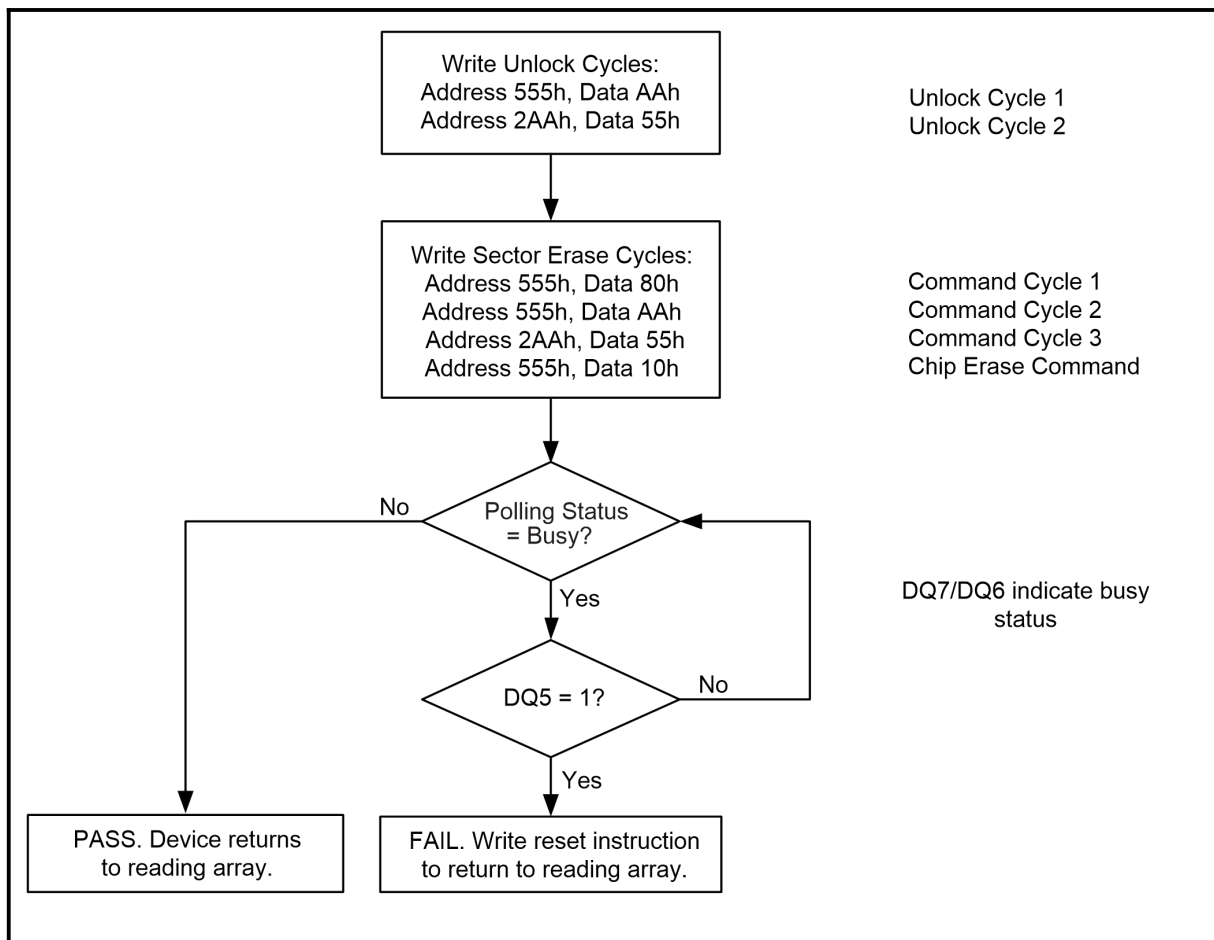 Write Unlock Cycles:
Address 555h, Data AAh
Address 2AAh, Data 55h
Unlock Cycle 1
Unlock Cycle 2
Write Sector Erase Cycles:
Address 555h, Data 80h
Address 555h, Data AAh
Address 2AAh, Data 55h
Address 555h, Data 10h
Command Cycle 1
Command Cycle 2
Command Cycle 3
Chip Erase Command
No
Polling Status
= Busy?
Yes
DQ7/DQ6 indicate busy
status
DQ5 = 1?
No
Yes
PASS. Device returns
to reading array.
FAIL. Write reset instruction
to return to reading array.